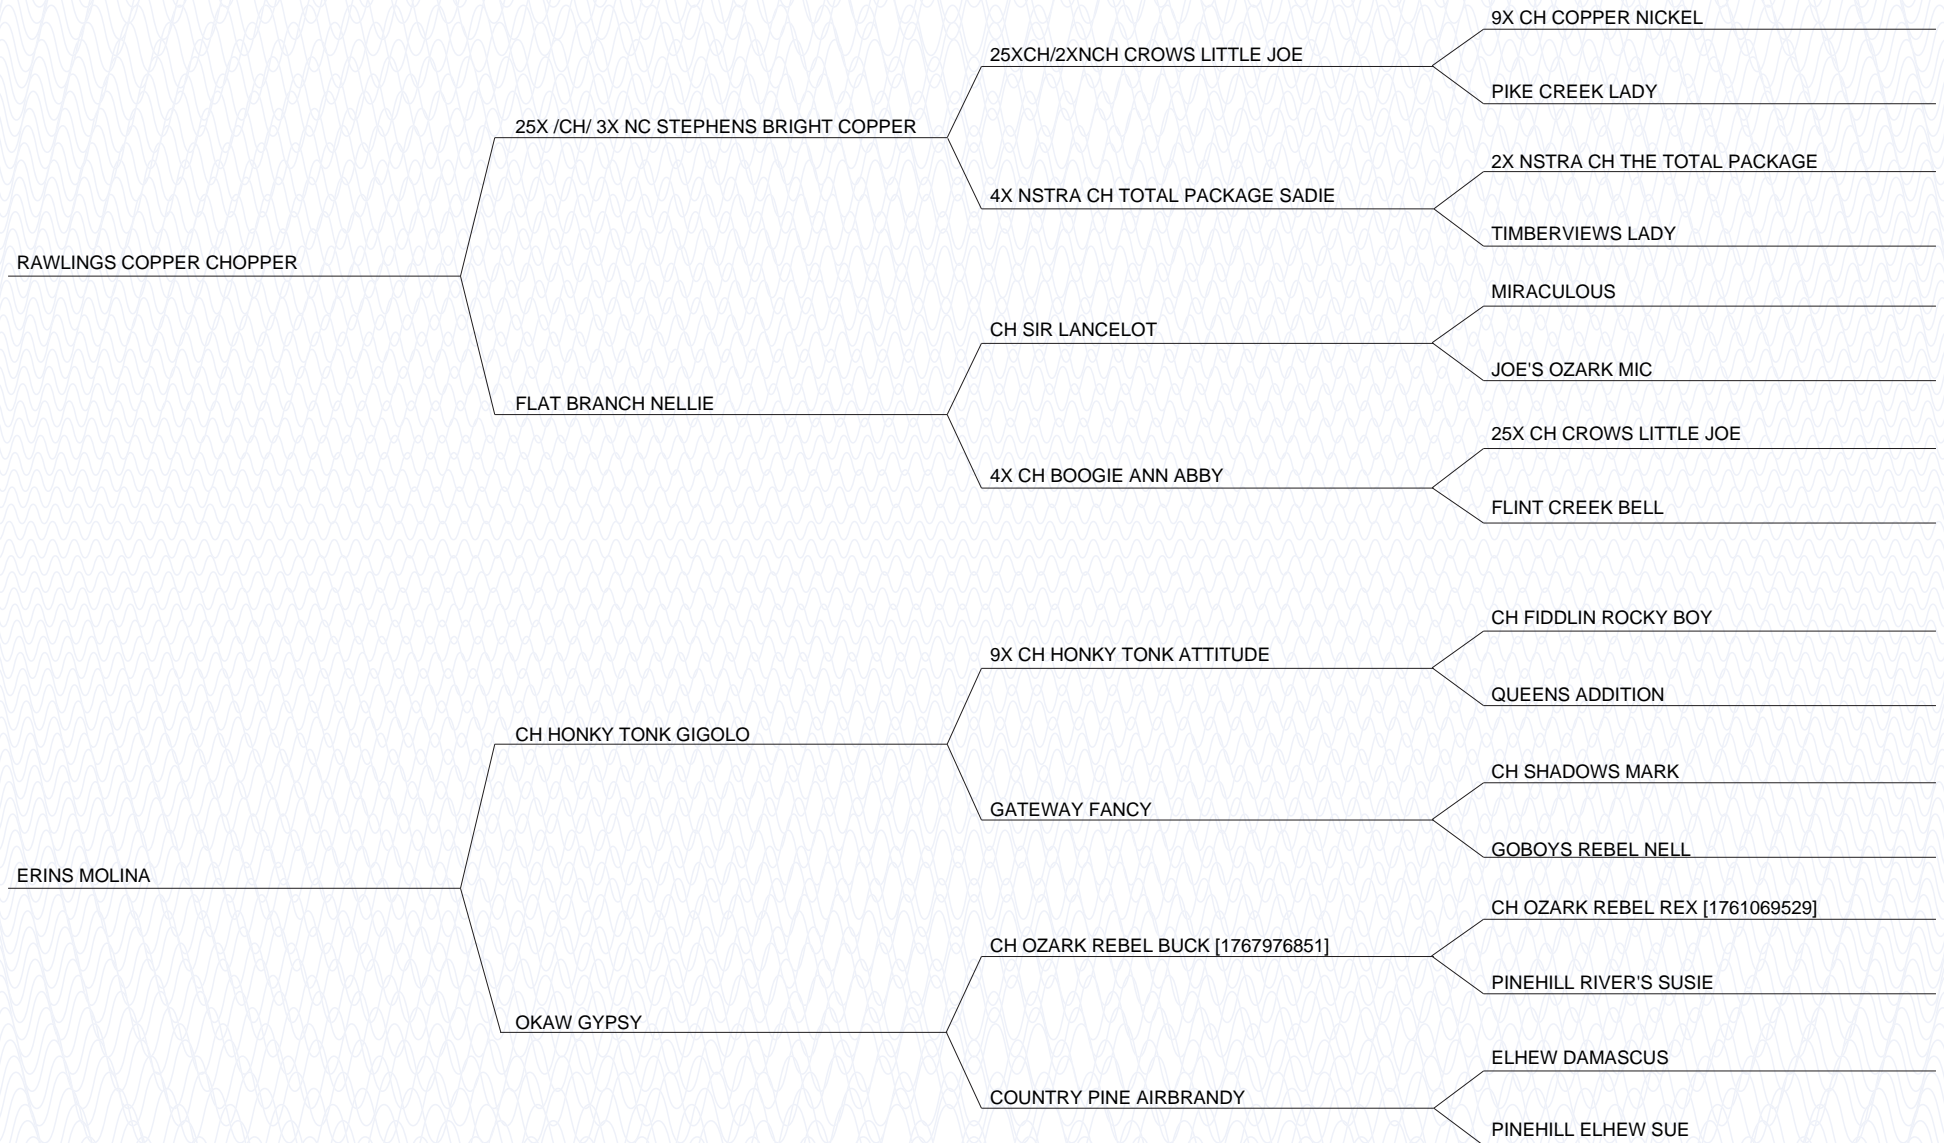 9X CH COPPER NICKEL
25XCH/2XNCH CROWS LITTLE JOE
PIKE CREEK LADY
25X /CH/ 3X NC STEPHENS BRIGHT COPPER
2X NSTRA CH THE TOTAL PACKAGE
4X NSTRA CH TOTAL PACKAGE SADIE
TIMBERVIEWS LADY
RAWLINGS COPPER CHOPPER
MIRACULOUS
CH SIR LANCELOT
JOE'S OZARK MIC
FLAT BRANCH NELLIE
25X CH CROWS LITTLE JOE
4X CH BOOGIE ANN ABBY
FLINT CREEK BELL
CH FIDDLIN ROCKY BOY
9X CH HONKY TONK ATTITUDE
QUEENS ADDITION
CH HONKY TONK GIGOLO
CH SHADOWS MARK
GATEWAY FANCY
GOBOYS REBEL NELL
ERINS MOLINA
CH OZARK REBEL REX [1761069529]
CH OZARK REBEL BUCK [1767976851]
PINEHILL RIVER'S SUSIE
OKAW GYPSY
ELHEW DAMASCUS
COUNTRY PINE AIRBRANDY
PINEHILL ELHEW SUE